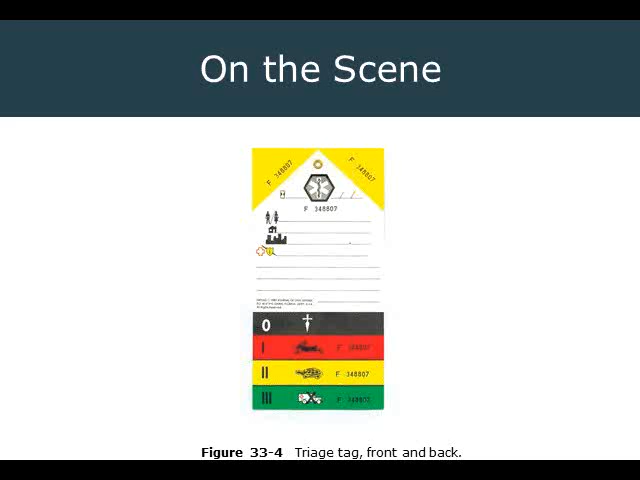 On the Scene
F 348807
F 348807
F 348807
0
I F 348807
II F 348807
III F 348807
Figure 33-4 Triage tag, front and back.